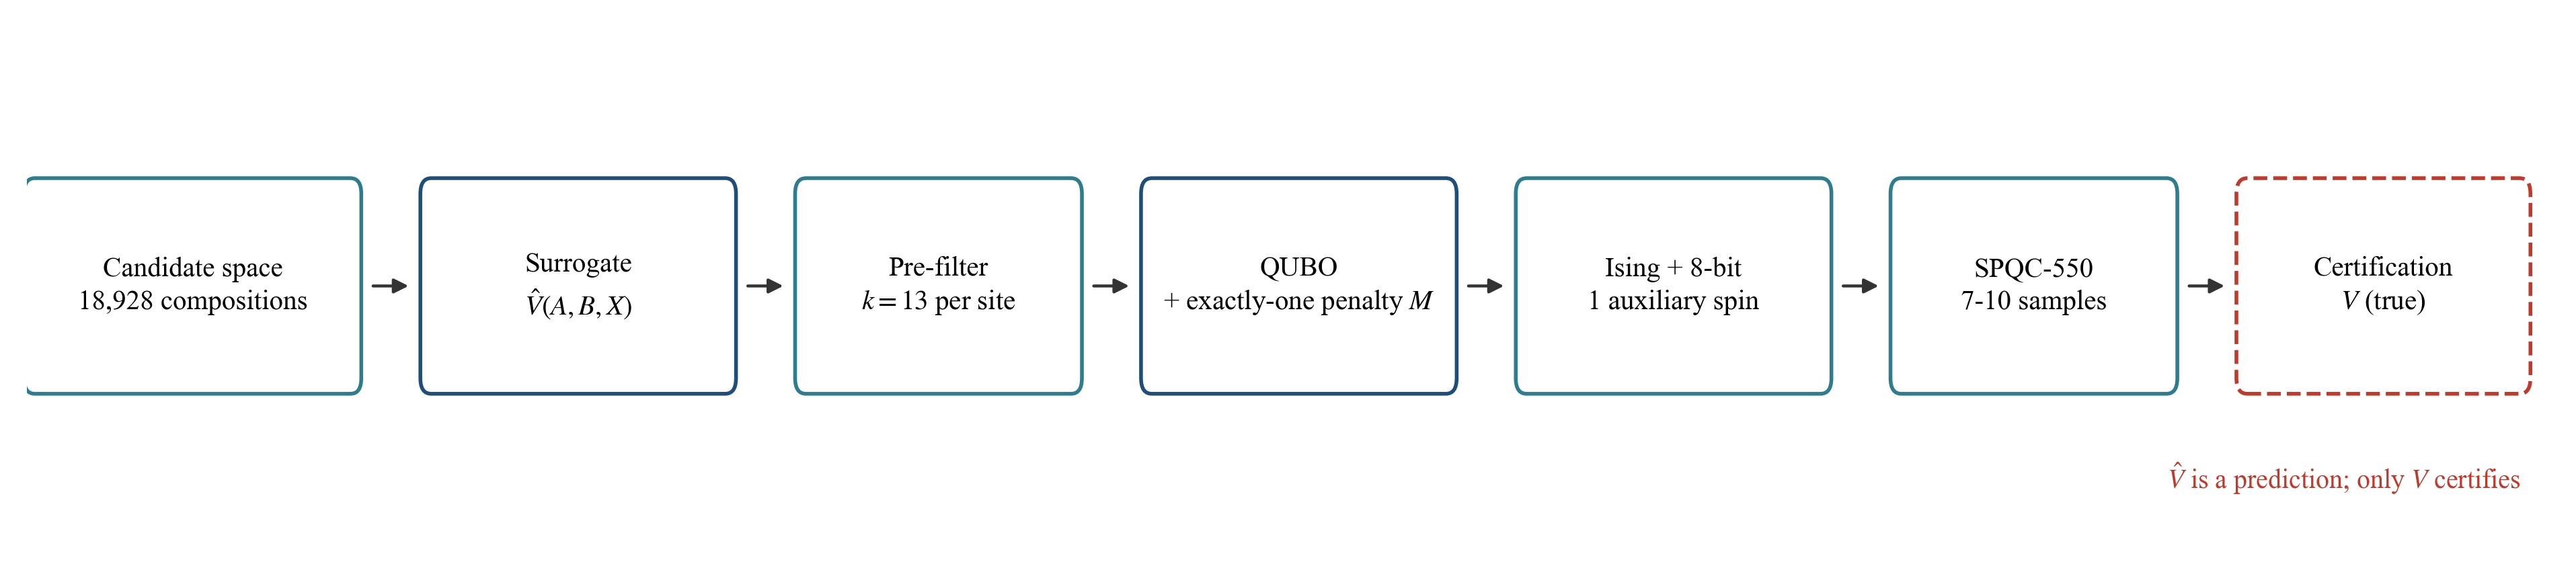 Candidate space
18,928 compositions
Surrogate
V̂(A, B, X)
Pre-filter
k = 13 per site
QUBO
+ exactly-one penalty M
Ising + 8-bit
1 auxiliary spin
SPQC-550
7-10 samples
Certification
V (true)
V̂ is a prediction; only V certifies